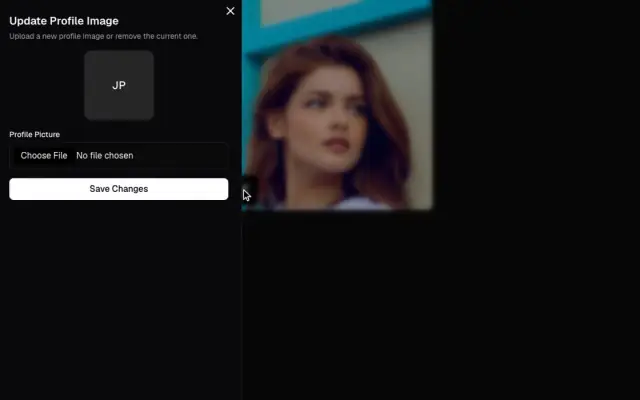 Update Profile Image
Upload a new profile image or remove the current one.
JP
Profile Picture
Choose File No file chosen
Save Changes